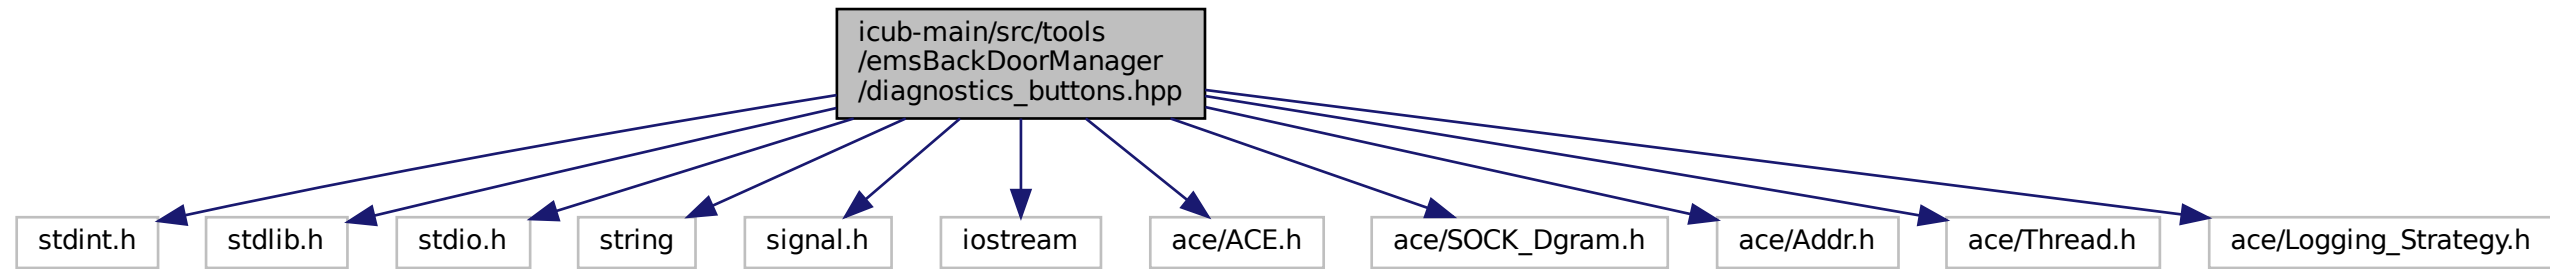 icub-main/src/tools
/emsBackDoorManager
/diagnostics_buttons.hpp
stdint.h
stdlib.h
stdio.h
string
signal.h
iostream
ace/ACE.h
ace/SOCK_Dgram.h
ace/Addr.h
ace/Thread.h
ace/Logging_Strategy.h